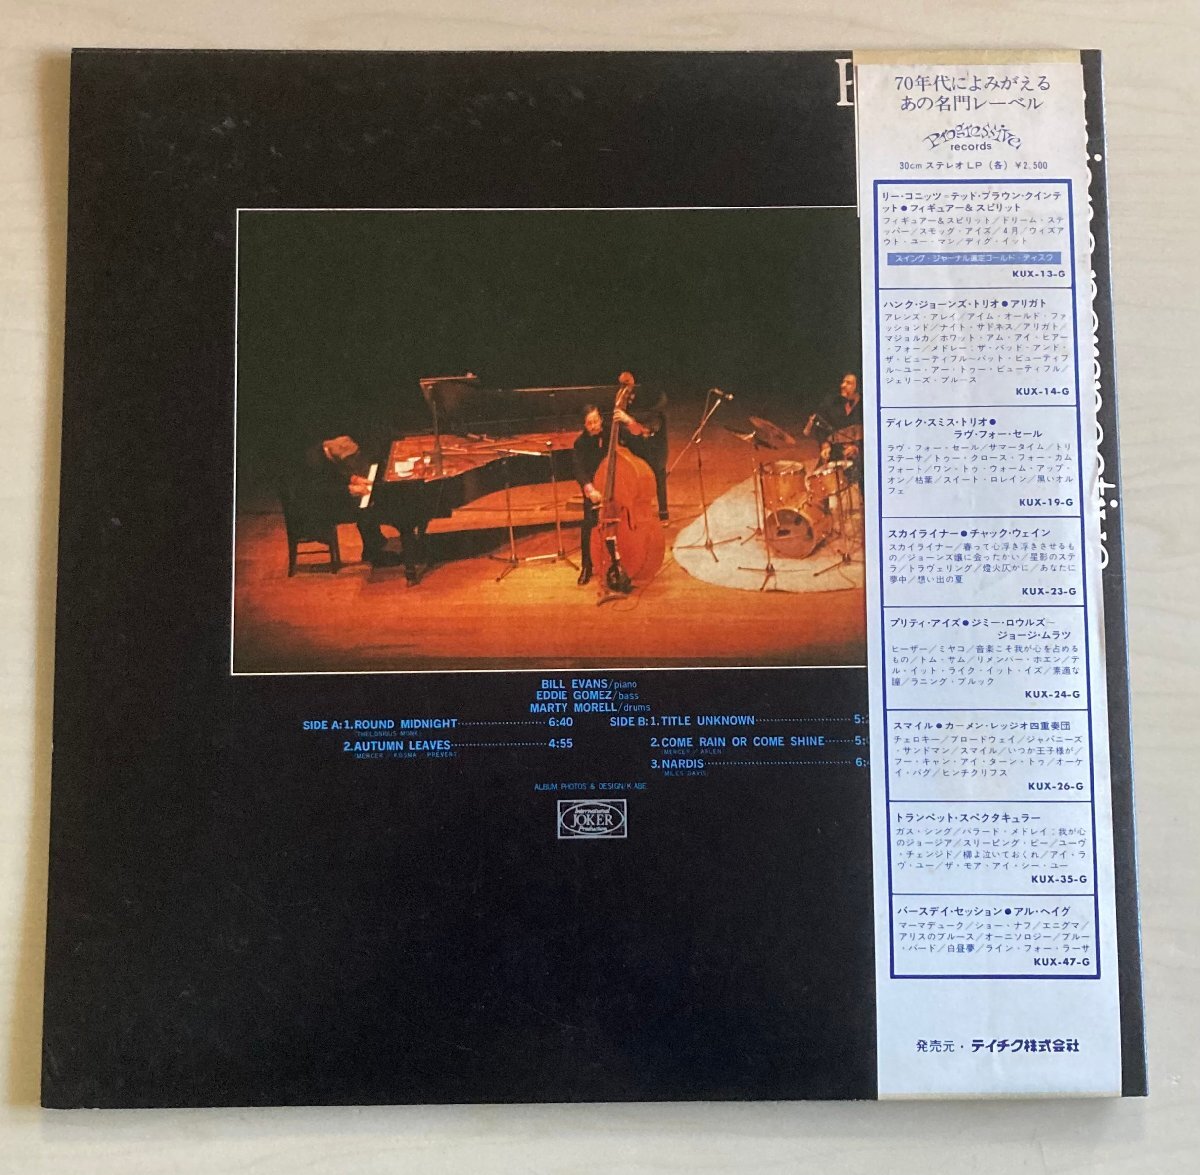 BILL EVANS/piano
EDDIE GOMEZ/bass
MARTY MORELL/drums
SIDE A:1.ROUND MIDNIGHT 6:40
(THELONIOUS MONK)
2.AUTUMN LEAVES 4:55
(MERCER / KOSMA / PREVERT)
SIDE B:1.TITLE UNKNOWN
2.COME RAIN OR COME SHINE
(MERCER / ARLEN)
3.NARDIS
(MILES DAVIS)
ALBUM PHOTOS & DESIGN/K.ABE
International
JOKER
Production
70年代によみがえる
あの名門レーベル
Progressive
records
30cm ステレオ LP (各) ¥2,500
リー・コニッツ=テッド・ブラウン・クインテ
ット●フィギュアー&スピリット
フィギュアー&スピリット/ドリーム・ステ
ッパー/スモッグ・アイズ/4月/ウィズア
ウト・ユー・マン/ディグ・イット
スイング・ジャーナル選定ゴールド・ディスク
KUX-13-G
ハンク・ジョーンズ・トリオ●アリガト
アレンズ・アレイ/アイム・オールド・ファ
ッションド/ナイト・サドネス/アリガト/
マジョルカ/ホワット・アム・アイ・ヒアー
・フォー/メドレー:ザ・バッド・アンド・
ザ・ビューティフル〜バット・ビューティフ
ル〜ユー・アー・トゥー・ビューティフル/
ジェリーズ・ブルース
KUX-14-G
ディレク・スミス・トリオ●
ラヴ・フォー・セール
ラヴ・フォー・セール/サマータイム/トリ
ステーサ/トゥー・クロース・フォー・カム
フォート/ワン・トゥ・ウォーム・アップ・
オン/枯葉/スイート・ロレイン/黒いオル
フェ
KUX-19-G
スカイライナー●チャック・ウェイン
スカイライナー/春って心浮き浮きさせるも
の/ジョーンズ嬢に会ったかい/星影のステ
ラ/トラヴェリング/燈火仄かに/あなたに
夢中/想い出の夏
KUX-23-G
プリティ・アイズ●ジミー・ロウルズ〜
ジョージ・ムラツ
ヒーザー/ミヤコ/音楽こそ我が心を占める
もの/トム・サム/リメンバー・ホエン/テ
ル・イット・ライク・イット・イズ/素適な
瞳/ラニング・ブルック
KUX-24-G
スマイル●カーメン・レッジオ四重奏団
チェロキー/ブロードウェイ/ジャパニーズ
・サンドマン/スマイル/いつか王子様が/
フー・キャン・アイ・ターン・トゥ/オーケ
イ・バグ/ヒンチクリフス
KUX-26-G
トランペット・スペクタキュラー
ガス・シング/バラード・メドレイ:我が心
のジョージア/スリーピング・ビー/ユーヴ
・チェンジド/柳よ泣いておくれ/アイ・ラ
ヴ・ユー/ザ・モア・アイ・シー・ユー
KUX-35-G
バースデイ・セッション●アル・ヘイグ
マーマデューク/ショー・ナフ/エニグマ/
アリスのブルース/オーニソロジー/ブルー
・バード/白昼夢/ライン・フォー・ラーサ
KUX-47-G
発売元・テイチク株式会社